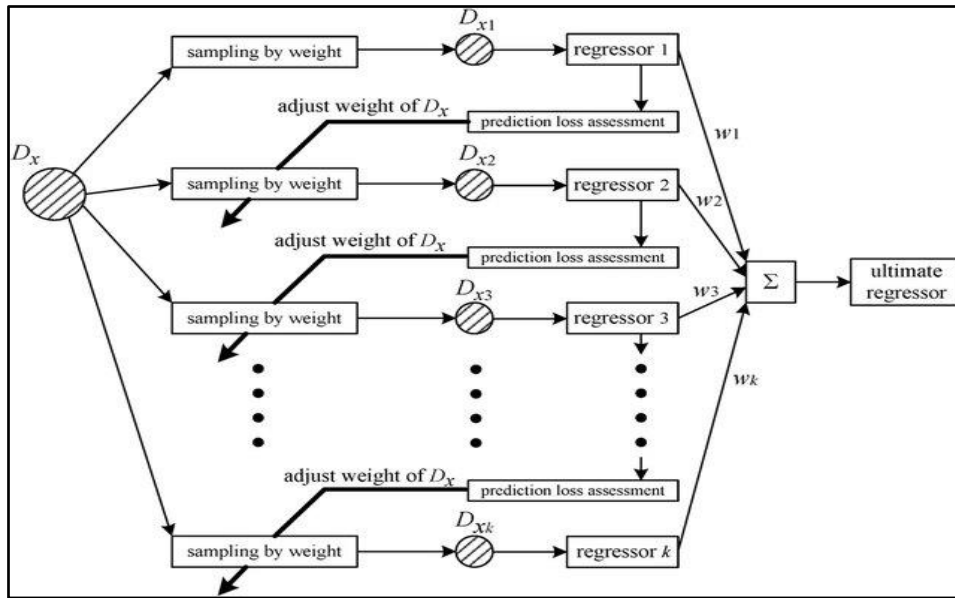 D_x1
sampling by weight
regressor 1
adjust weight of D_x
prediction loss assessment
w1
D_x
D_x2
sampling by weight
regressor 2
w2
adjust weight of D_x
prediction loss assessment
D_x3
sampling by weight
regressor 3
w3
Σ
ultimate
regressor
wk
adjust weight of D_x
prediction loss assessment
D_xk
sampling by weight
regressor k